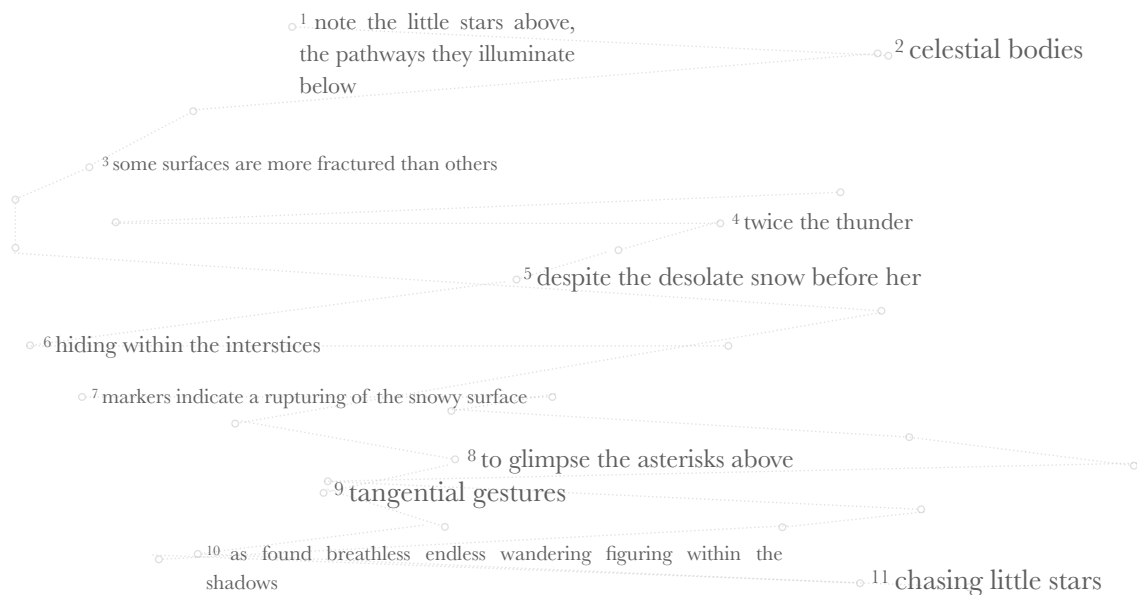 1 note the little stars above,
the pathways they illuminate
below
2 celestial bodies
3 some surfaces are more fractured than others
4 twice the thunder
5 despite the desolate snow before her
6 hiding within the interstices
7 markers indicate a rupturing of the snowy surface
8 to glimpse the asterisks above
9 tangential gestures
10 as found breathless endless wandering figuring within the
shadows
11 chasing little stars